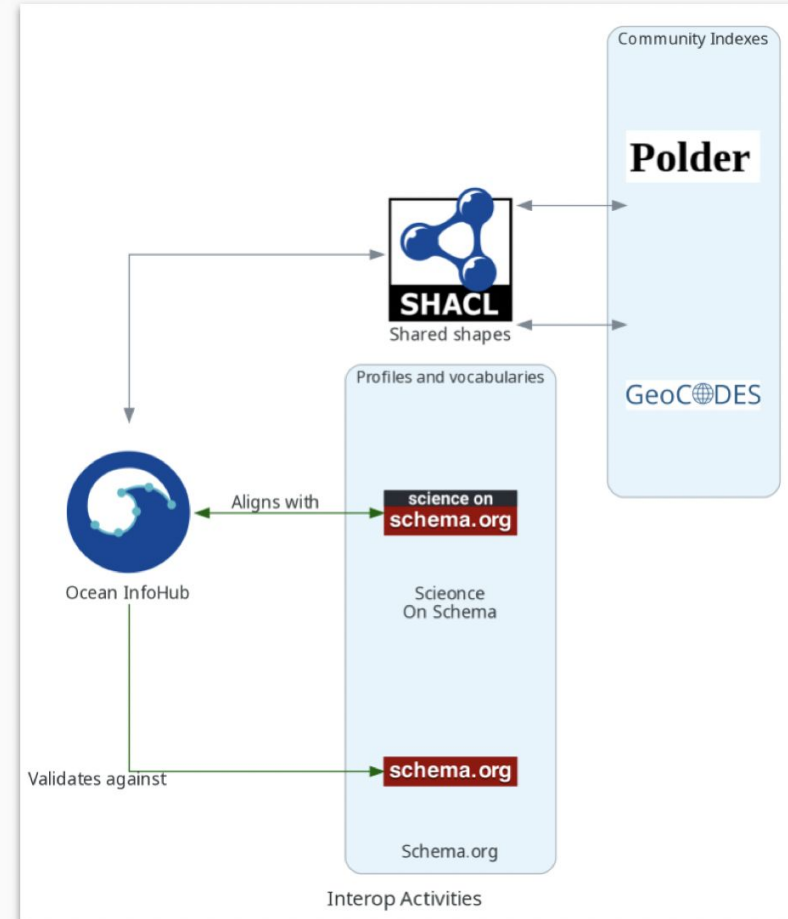 Community Indexes
Polder
SHACL
Shared shapes
GeoCODES
Profiles and vocabularies
science on
schema.org
Aligns with
Ocean InfoHub
Scieonce
On Schema
schema.org
Validates against
Schema.org
Interop Activities